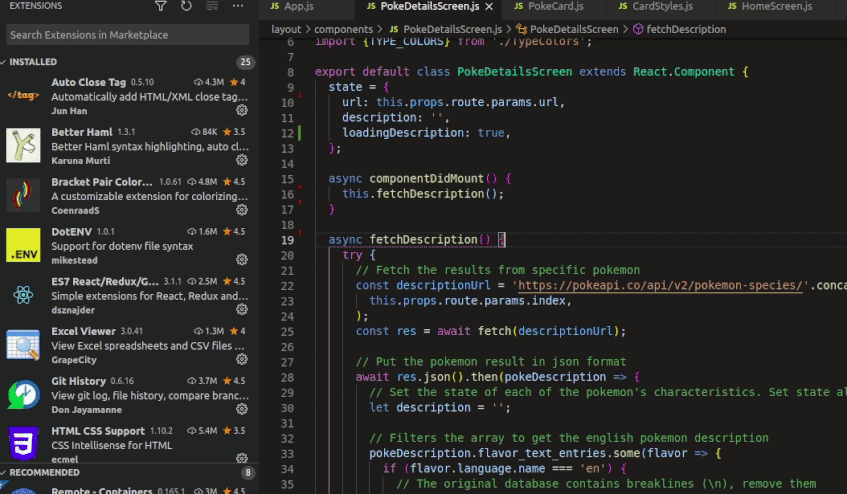 EXTENSIONS
Search Extensions in Marketplace
INSTALLED 25
Auto Close Tag 0.5.10 4.3M 4
Automatically add HTML/XML close tag...
Jun Han
Better Haml 1.3.1 84K 3.5
Better Haml syntax highlighting, auto cl...
Karuna Murti
Bracket Pair Color... 1.0.61 4.8M 4.5
A customizable extension for colorizing...
CoenraadS
DotENV 1.0.1 1.6M 4.5
Support for dotenv file syntax
mikestead
ES7 React/Redux/G... 3.1.1 2.5M 4.5
Simple extensions for React, Redux and...
dsznajder
Excel Viewer 3.0.41 1.3M 4
View Excel spreadsheets and CSV files ...
GrapeCity
Git History 0.6.16 3.7M 4.5
View git log, file history, compare branc...
Don Jayamanne
HTML CSS Support 1.10.2 5.4M 3.5
CSS Intellisense for HTML
ecmel
RECOMMENDED 8
Remote - Containers 0.165.1 3M 5
</tag>
.ENV
JS App.js JS PokeDetailsScreen.js JS PokeCard.js JS CardStyles.js JS HomeScreen.js
layout > components > JS PokeDetailsScreen.js > PokeDetailsScreen > fetchDescription
6 import {TYPE_COLORS} from './TypeColors';
7
8 export default class PokeDetailsScreen extends React.Component {
9 state = {
10 url: this.props.route.params.url,
11 description: '',
12 loadingDescription: true,
13 };
14
15 async componentDidMount() {
16 this.fetchDescription();
17 }
18
19 async fetchDescription() {
20 try {
21 // Fetch the results from specific pokemon
22 const descriptionUrl = 'https://pokeapi.co/api/v2/pokemon-species/'.conca
23 this.props.route.params.index,
24 );
25 const res = await fetch(descriptionUrl);
26
27 // Put the pokemon result in json format
28 await res.json().then(pokeDescription => {
29 // Set the state of each of the pokemon's characteristics. Set state al
30 let description = '';
31
32 // Filters the array to get the english pokemon description
33 pokeDescription.flavor_text_entries.some(flavor => {
34 if (flavor.language.name === 'en') {
35 // The original database contains breaklines (\n), remove them